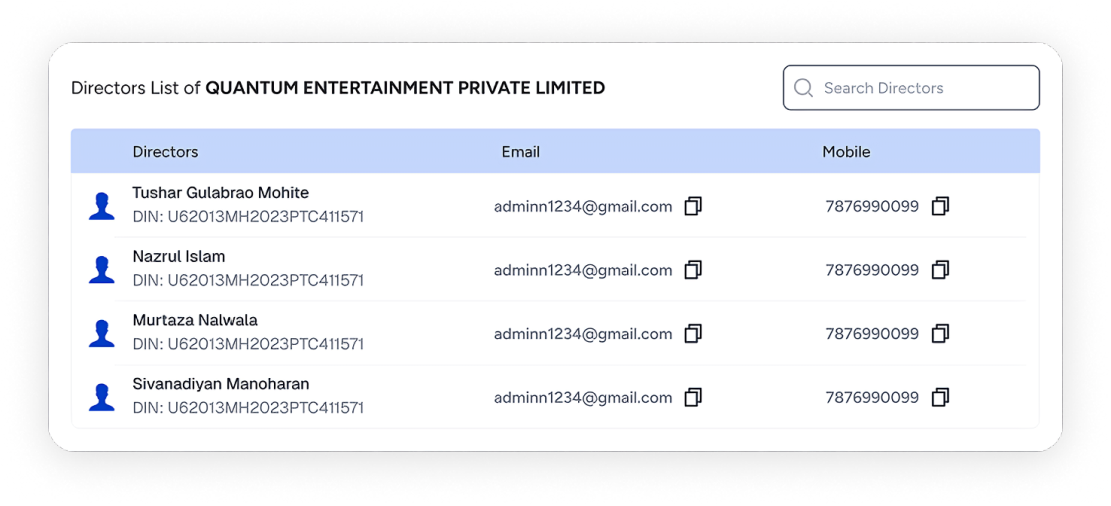 Directors List of QUANTUM ENTERTAINMENT PRIVATE LIMITED
Search Directors
Directors Email Mobile
Tushar Gulabrao Mohite
DIN: U62013MH2023PTC411571
adminn1234@gmail.com 7876990099
Nazrul Islam
DIN: U62013MH2023PTC411571
adminn1234@gmail.com 7876990099
Murtaza Nalwala
DIN: U62013MH2023PTC411571
adminn1234@gmail.com 7876990099
Sivanadiyan Manoharan
DIN: U62013MH2023PTC411571
adminn1234@gmail.com 7876990099